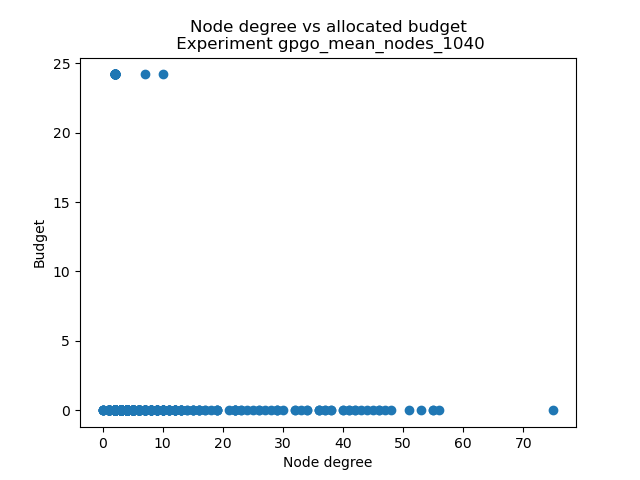 Node degree vs allocated budget
Experiment gpgo_mean_nodes_1040
25
20
15
10
5
0
Budget
0 10 20 30 40 50 60 70
Node degree